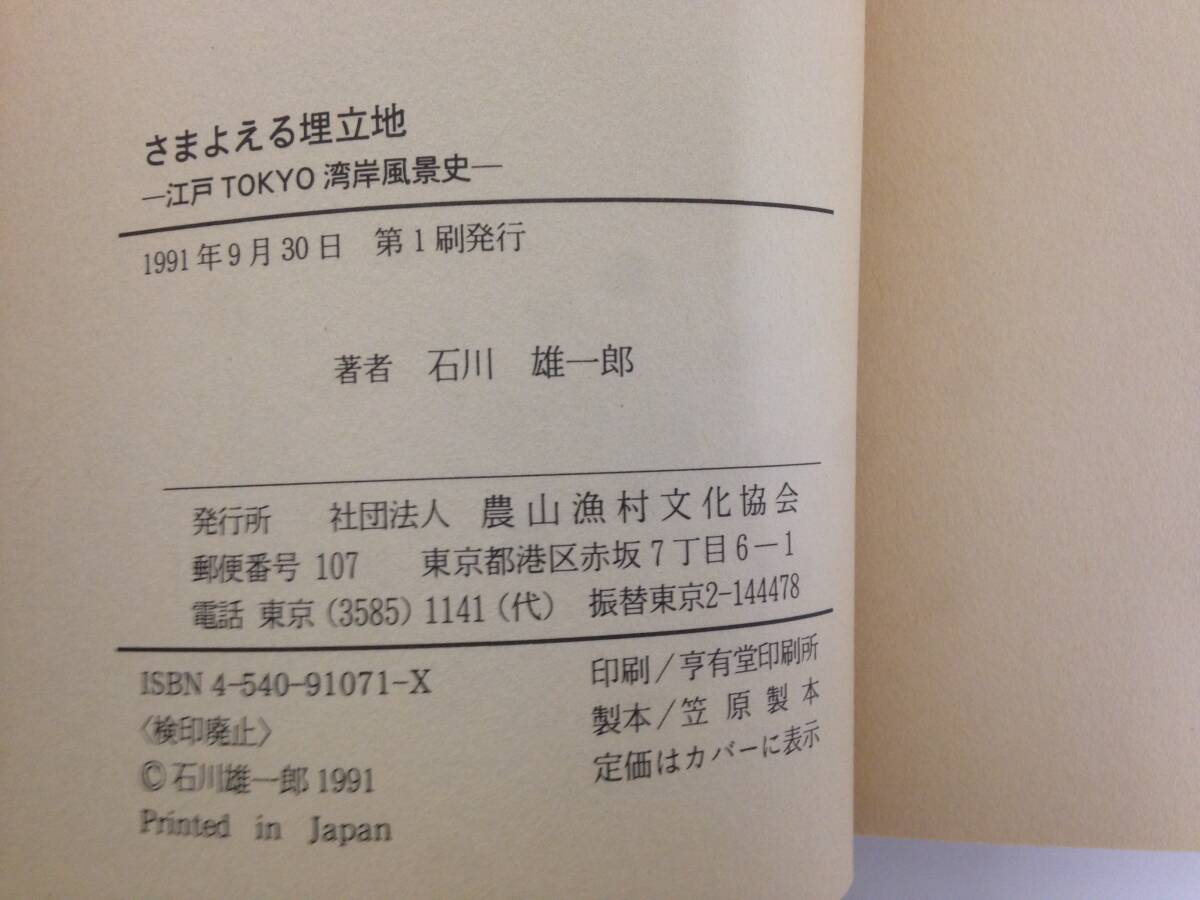 さまよえる埋立地
―江戸 TOKYO 湾岸風景史―
1991年9月30日 第1刷発行
著者 石川 雄一郎
発行所 社団法人 農山漁村文化協会
郵便番号 107 東京都港区赤坂7丁目6−1
電話 東京(3585)1141(代) 振替東京2-144478
ISBN 4-540-91071-X
〈検印廃止〉
© 石川雄一郎 1991
Printed in Japan
印刷/亨有堂印刷所
製本/笠原製本
定価はカバーに表示